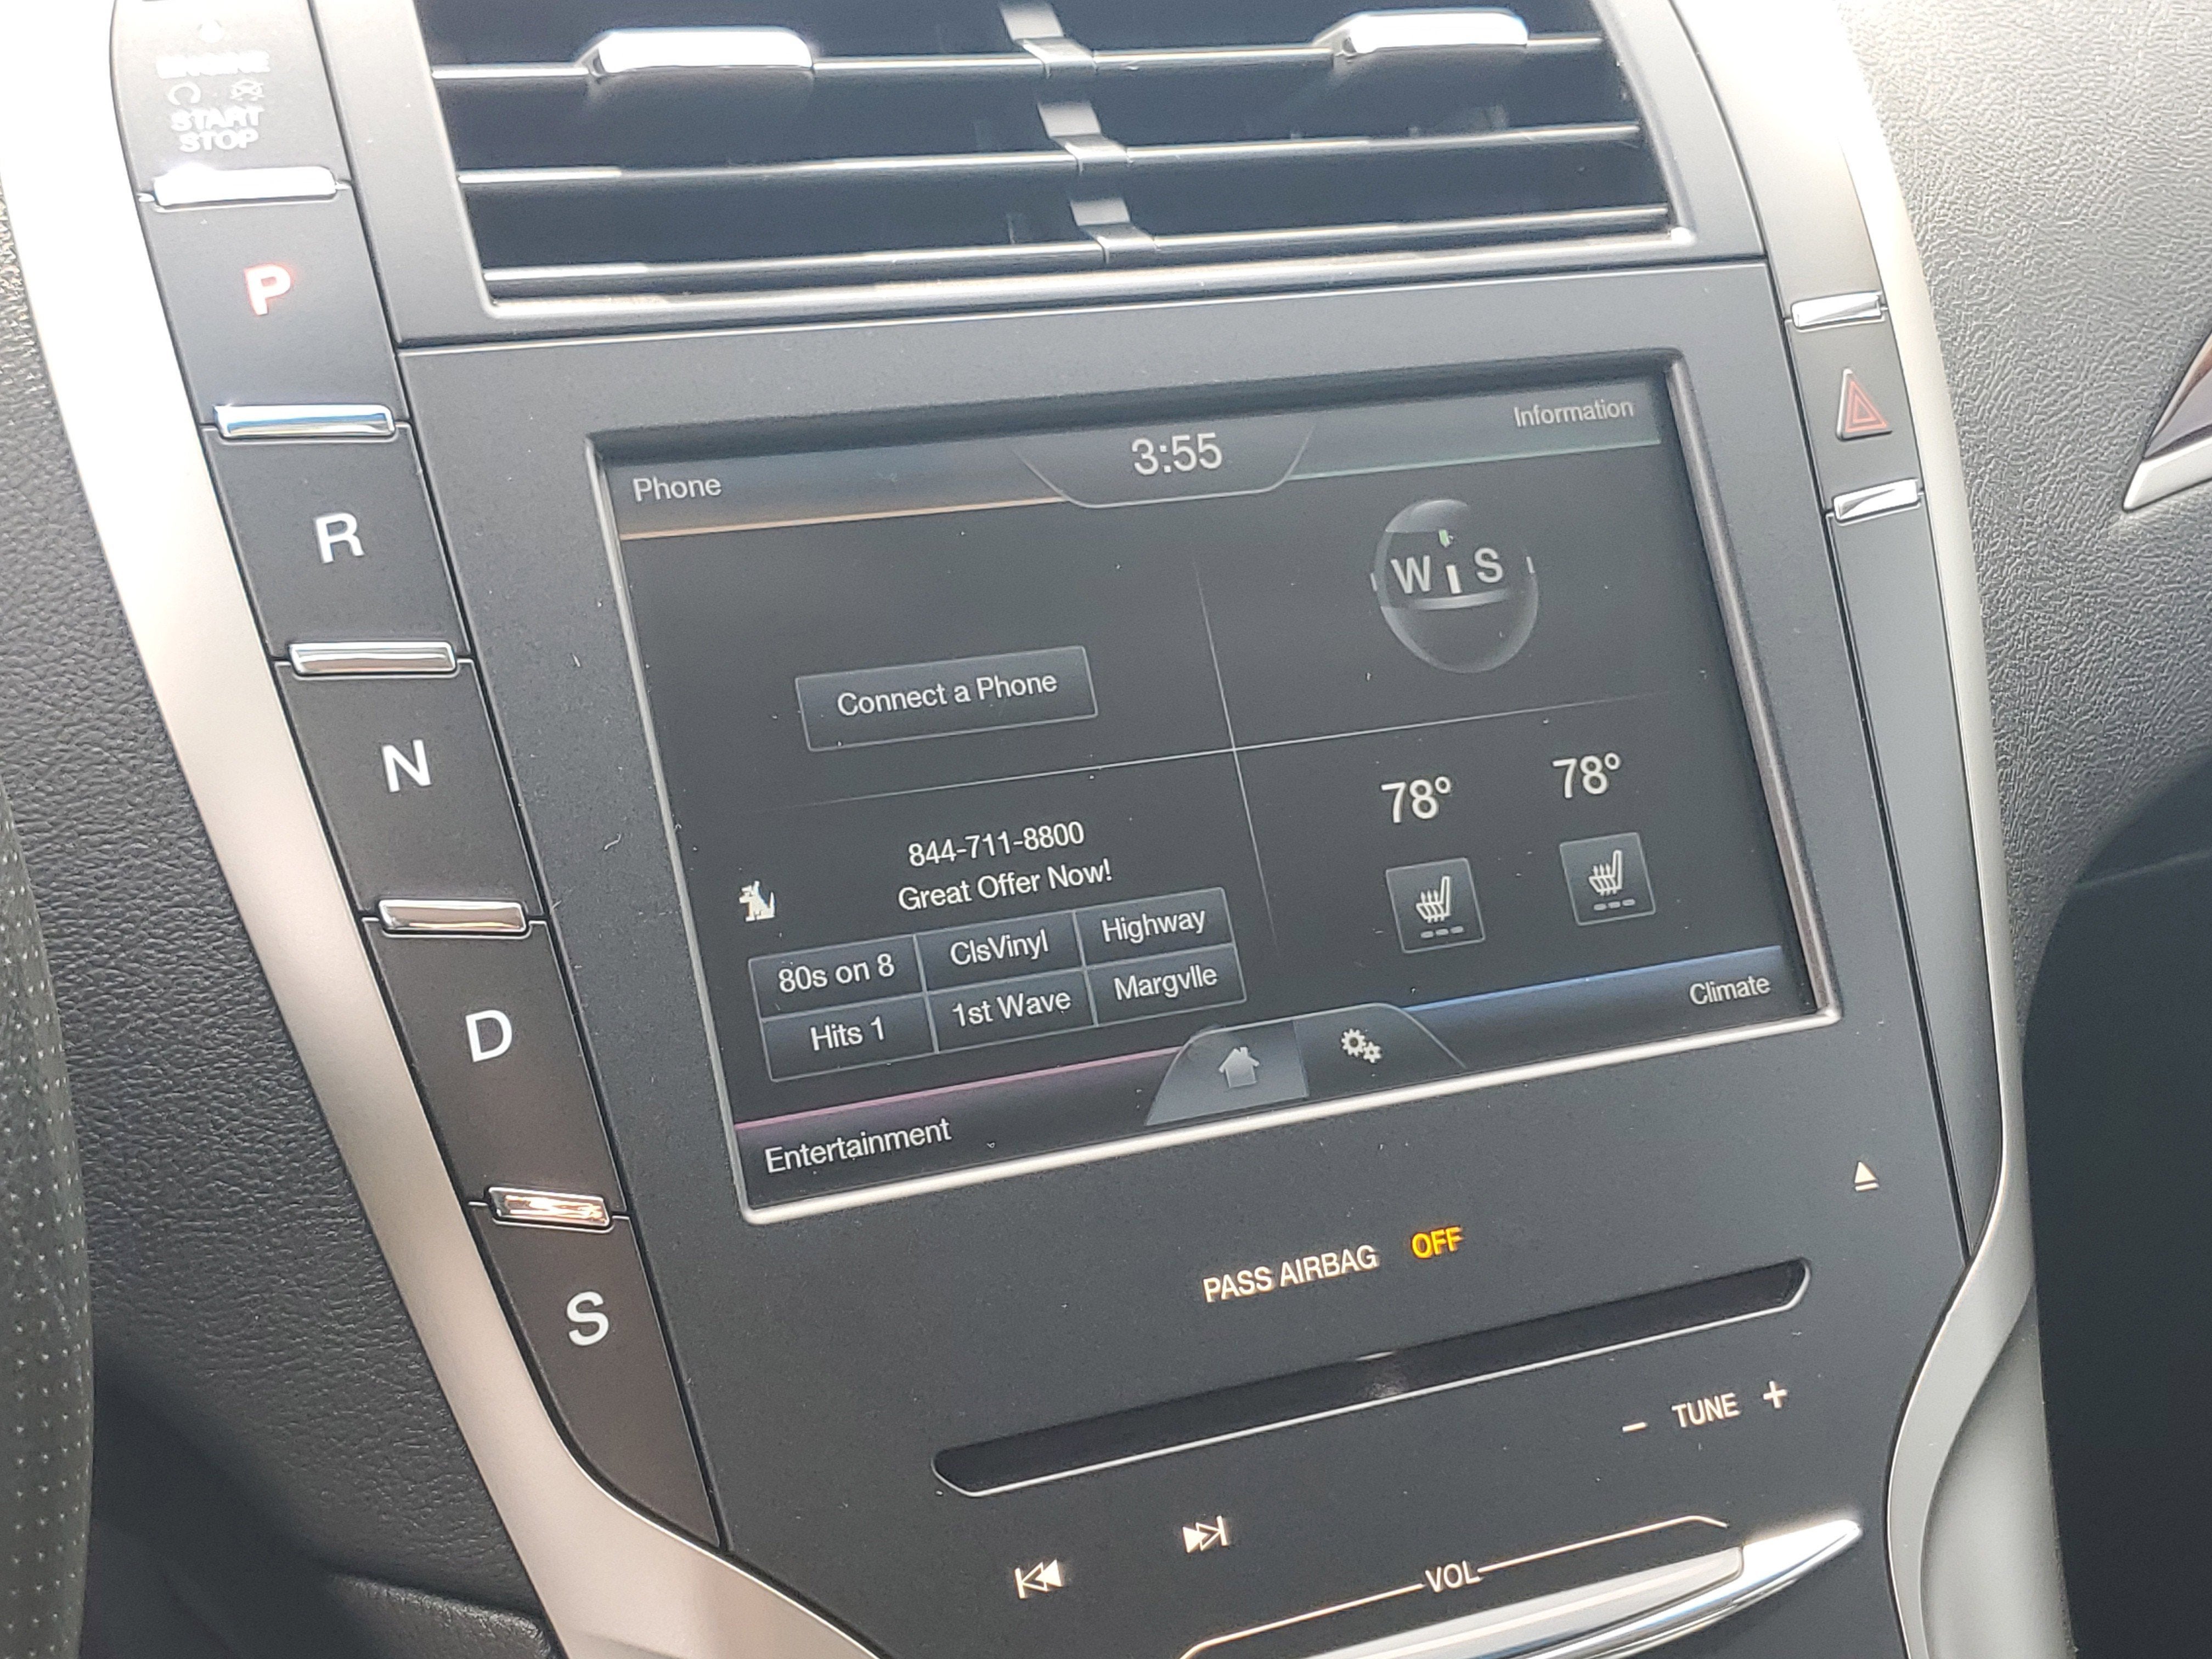 ENGINE
START
STOP
P
R
N
D
S
Phone
3:55
Information
W S
Connect a Phone
78° 78°
844-711-8800
Great Offer Now!
80s on 8 ClsVinyl Highway
Hits 1 1st Wave Margvlle
Entertainment
Climate
PASS AIRBAG OFF
– TUNE +
VOL